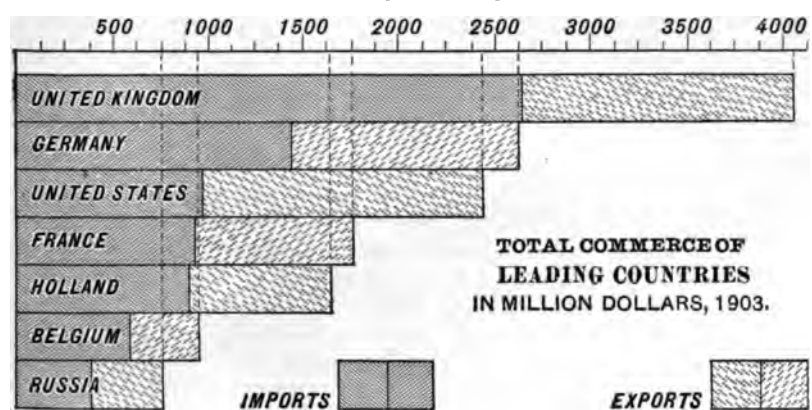 500 1000 1500 2000 2500 3000 3500 4000
UNITED KINGDOM
GERMANY
UNITED STATES
FRANCE
HOLLAND
BELGIUM
RUSSIA
TOTAL COMMERCE OF
LEADING COUNTRIES
IN MILLION DOLLARS, 1903.
IMPORTS
EXPORTS